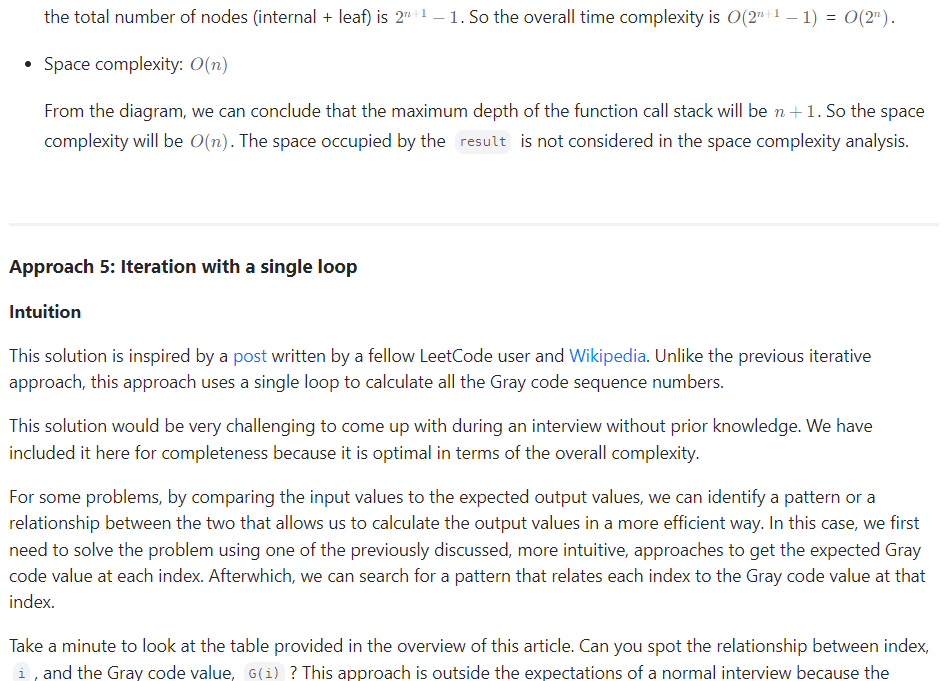 the total number of nodes (internal + leaf) is 2ⁿ⁺¹ − 1. So the overall time complexity is O(2ⁿ⁺¹ − 1) = O(2ⁿ).
• Space complexity: O(n)
From the diagram, we can conclude that the maximum depth of the function call stack will be n + 1. So the space
complexity will be O(n). The space occupied by the result is not considered in the space complexity analysis.
Approach 5: Iteration with a single loop
Intuition
This solution is inspired by a post written by a fellow LeetCode user and Wikipedia. Unlike the previous iterative
approach, this approach uses a single loop to calculate all the Gray code sequence numbers.
This solution would be very challenging to come up with during an interview without prior knowledge. We have
included it here for completeness because it is optimal in terms of the overall complexity.
For some problems, by comparing the input values to the expected output values, we can identify a pattern or a
relationship between the two that allows us to calculate the output values in a more efficient way. In this case, we first
need to solve the problem using one of the previously discussed, more intuitive, approaches to get the expected Gray
code value at each index. Afterwhich, we can search for a pattern that relates each index to the Gray code value at that
index.
Take a minute to look at the table provided in the overview of this article. Can you spot the relationship between index,
i , and the Gray code value, G(i) ? This approach is outside the expectations of a normal interview because the